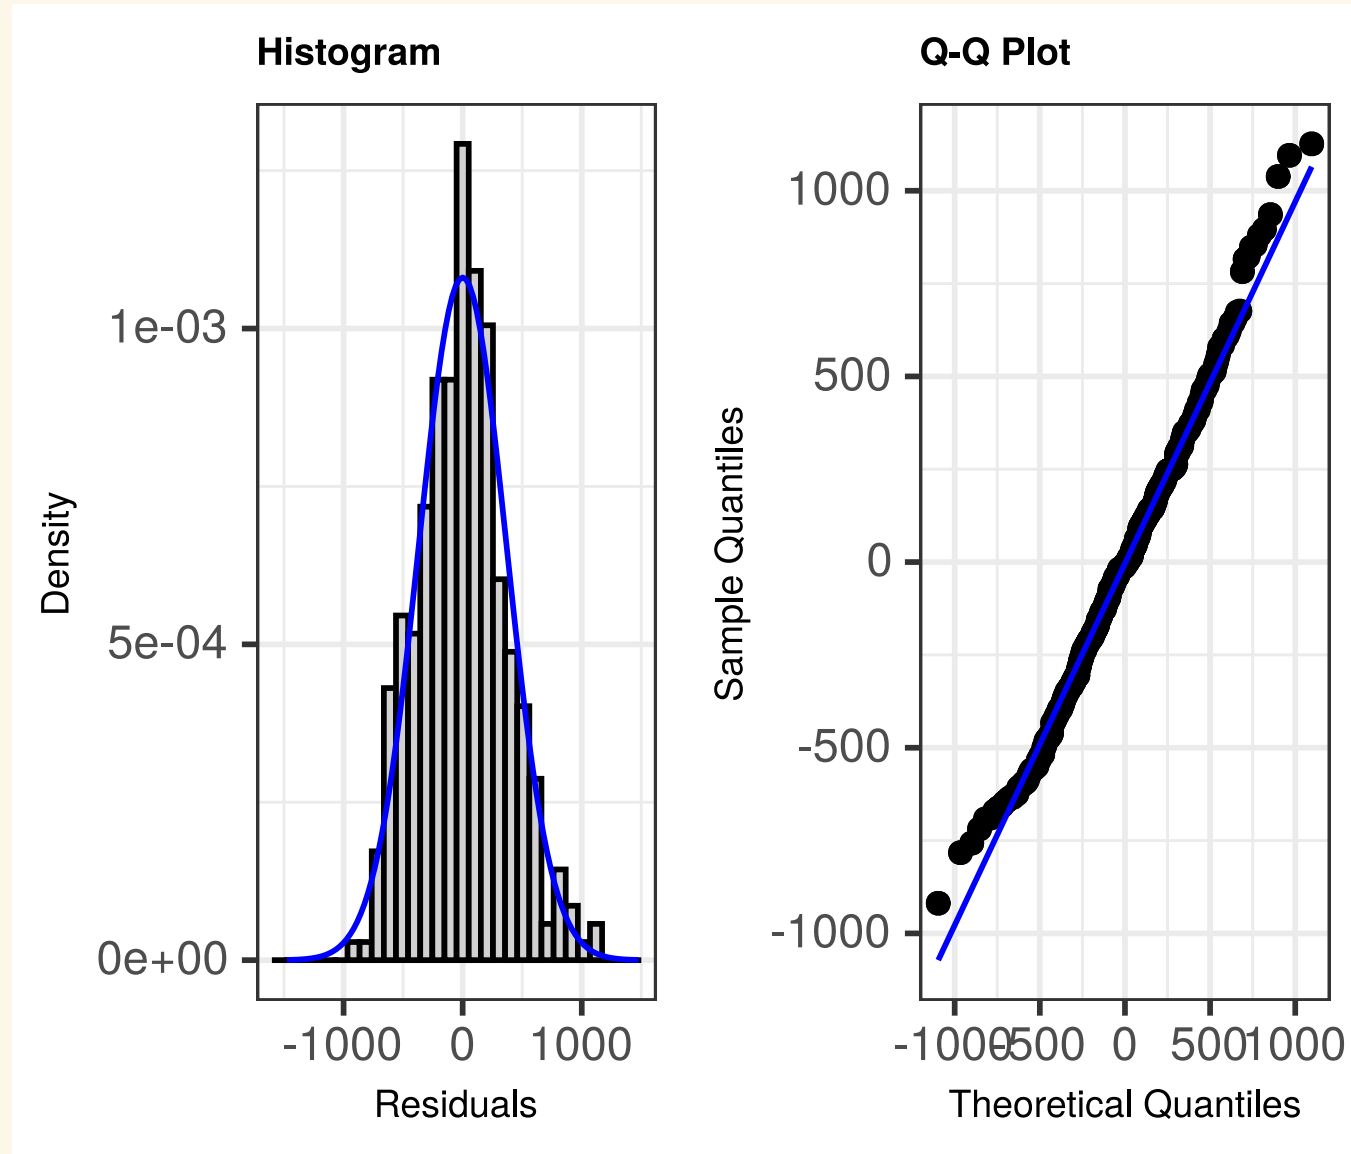 Histogram
Density
1e-03
5e-04
0e+00
-1000 0 1000
Residuals
Q-Q Plot
Sample Quantiles
1000
500
0
-500
-1000
-1000 -500 0 500 1000
Theoretical Quantiles